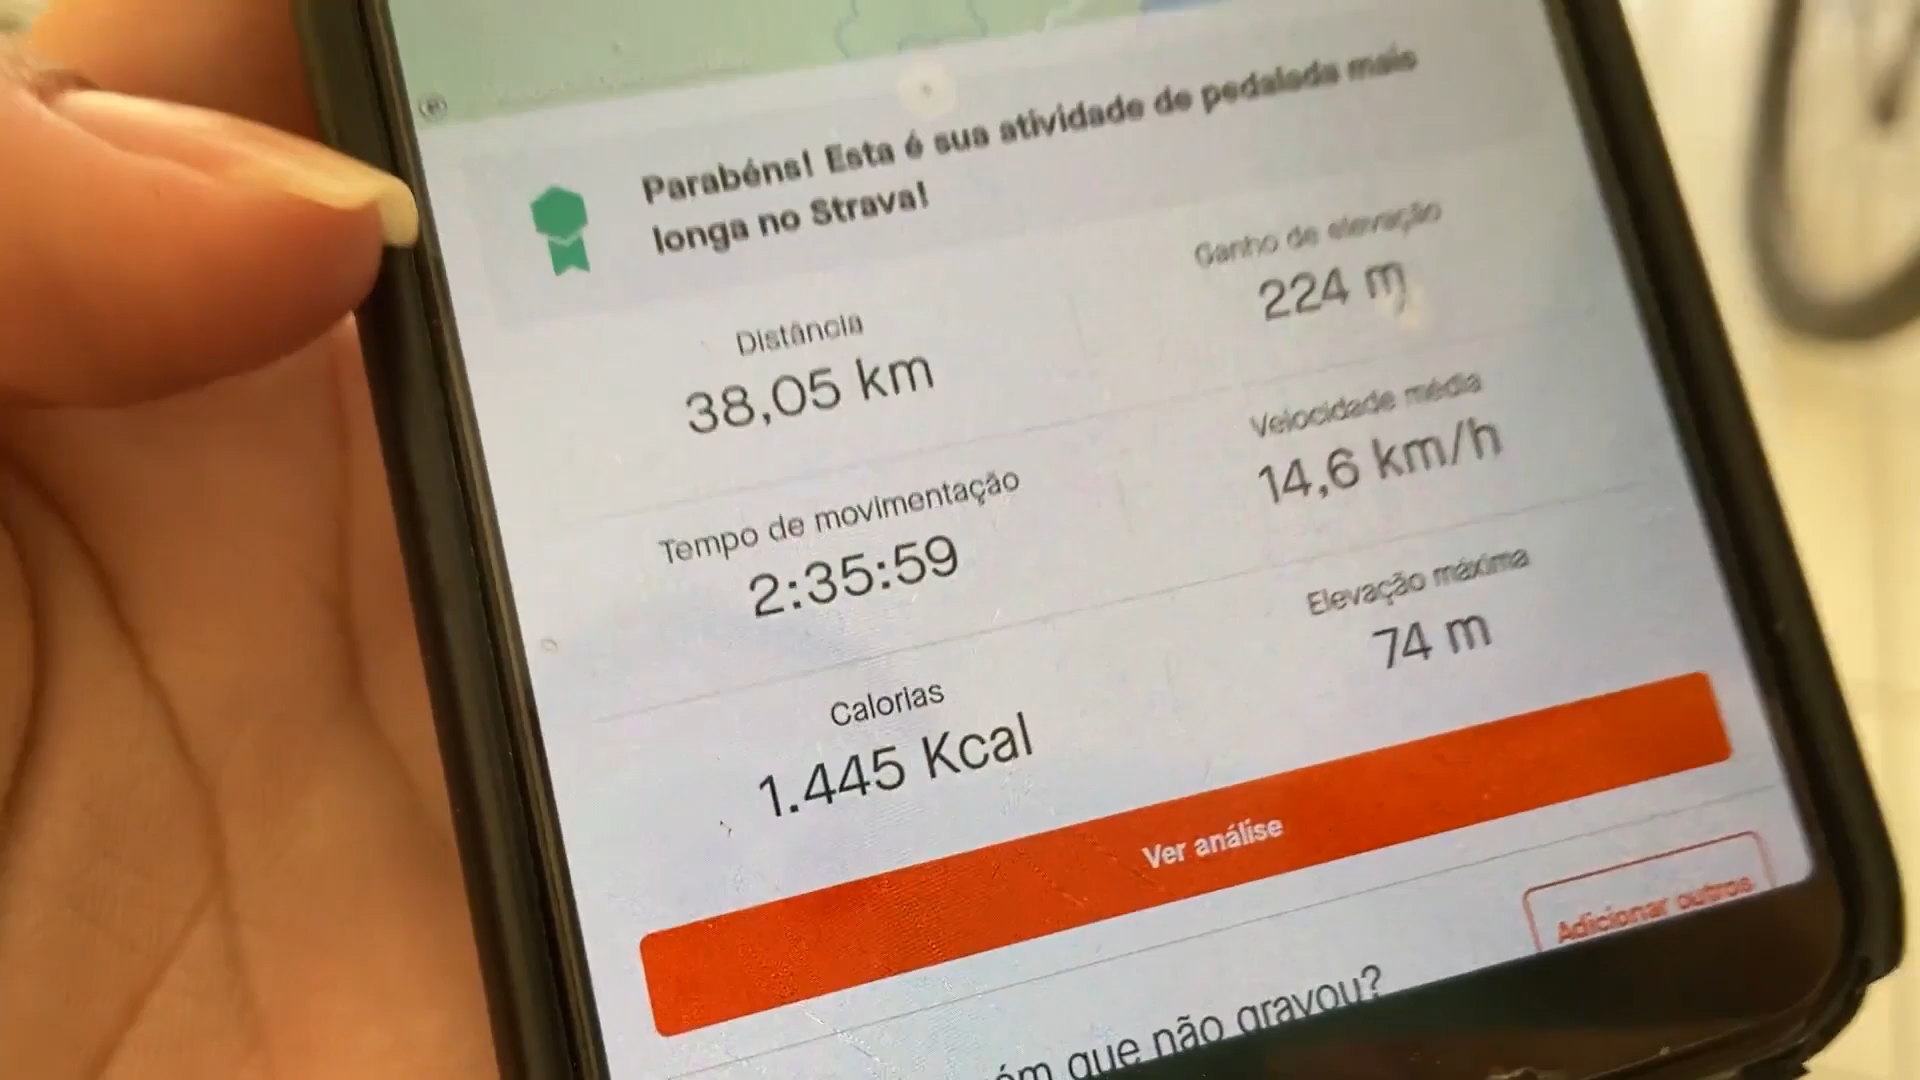 Parabéns! Esta é sua atividade de pedalada mais
longa no Strava!
Distância
38,05 km
Ganho de elevação
224 m
Tempo de movimentação
2:35:59
Velocidade média
14,6 km/h
Calorias
1.445 Kcal
Elevação máxima
74 m
Ver análise
Adicionar outros
que não gravou?